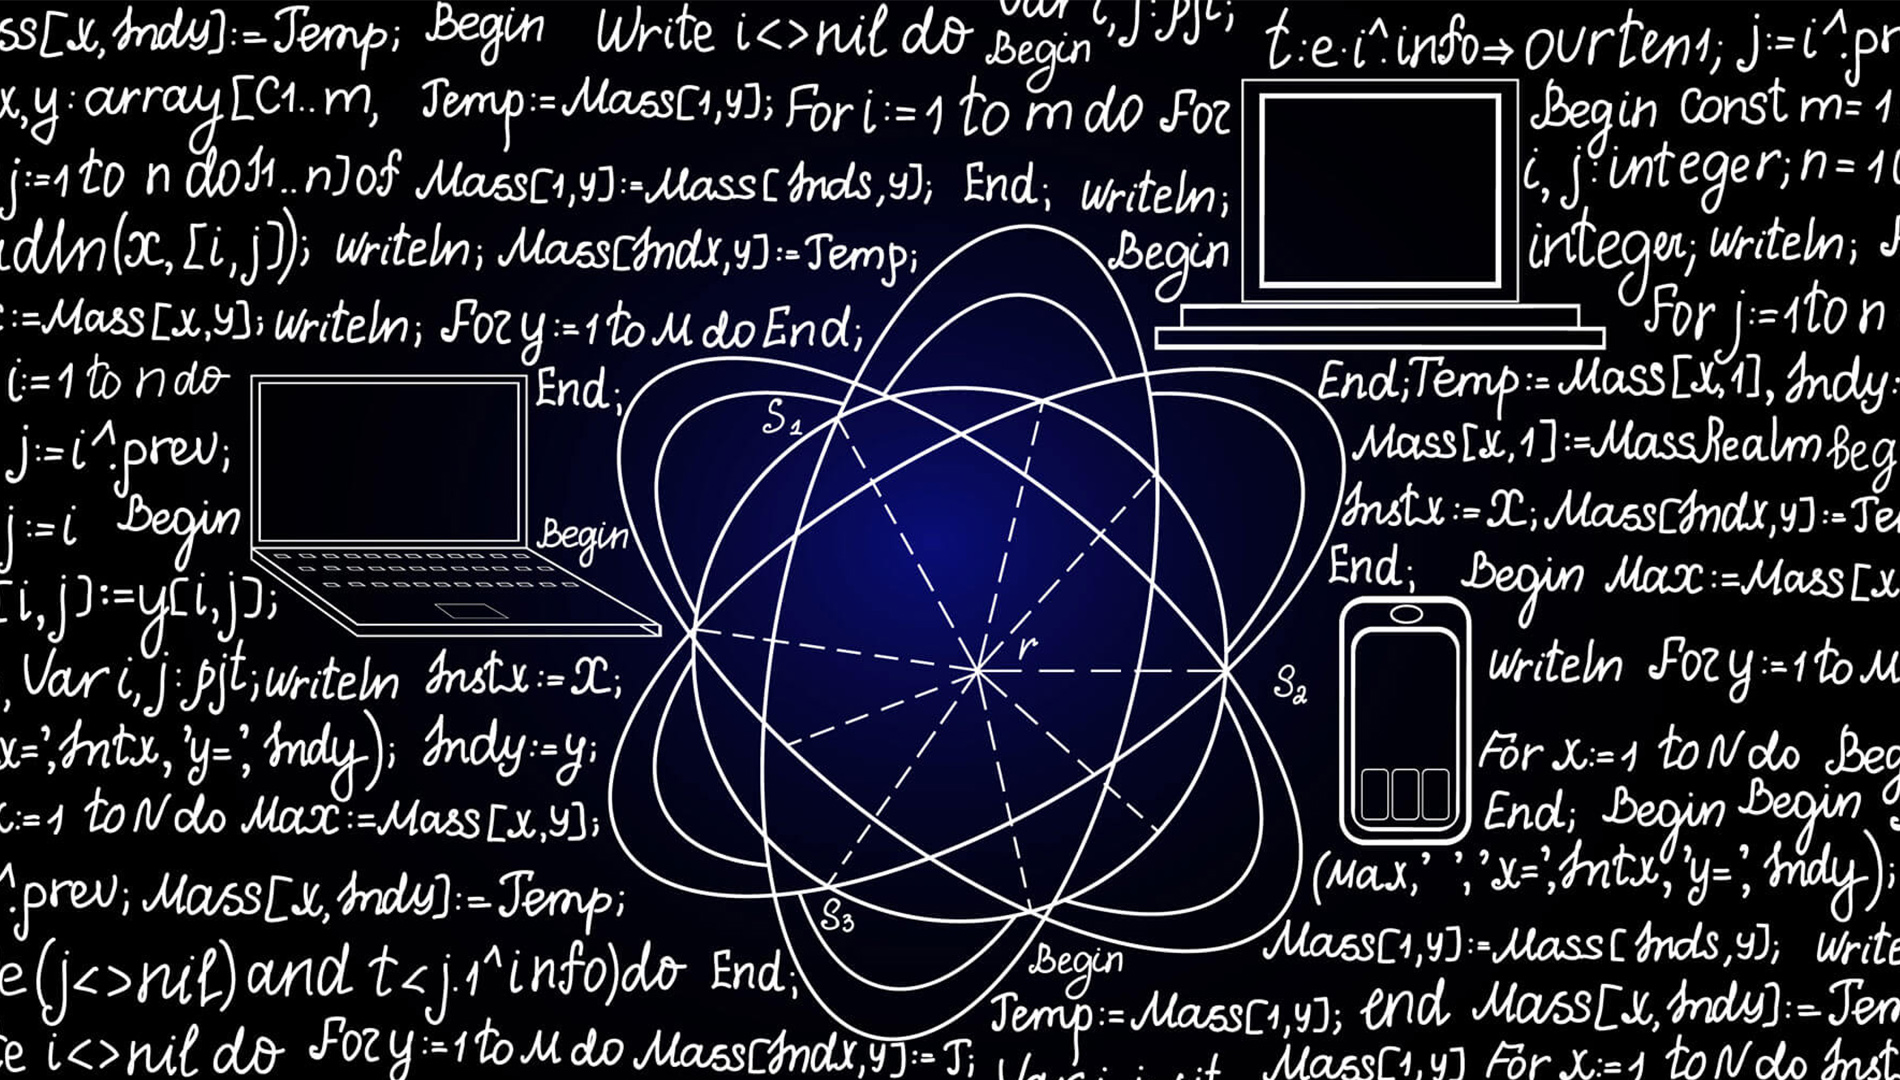 ss[x, Indy]:=Temp; Begin Write i<>nil do Begin Var i, j: pjt; t:e:i^.info⇒ourten1; j:=i^.pr
x,y: array[C1..m, Temp:=Mass[1,y]; For i:=1 to m do For Begin Const m=1
j:=1 to n do 1..n] of Mass[1,y]:=Mass[Inds,y]; End; writeln; i, j: integer; n=10
adln(x,[i,j]); writeln; Mass[Indx,y]:=Temp; Begin integer; writeln;
:=Mass[x,y]; writeln; For y:=1 to M do End; For j:=1 to n
i:=1 to n do End; End; Temp:=Mass[x,1], Indy:
S1
j:=i^.prev; Mass[x,1]:=MassRealm Beg
j:=i Begin Begin Instx:=x; Mass[Indx,y]:=Te
[i,j]:=y[i,j]; End; Begin Max:=Mass[x
r
, Var i, j: pjt; writeln Instx:=x; S2 writeln For y:=1 to M
x=',Intx,'y=',Indy); Indy:=y; For x:=1 to N do Beg
:=1 to N do Max:=Mass[x,y]; End; Begin Begin
^.prev; Mass[x,Indy]:=Temp; S3 (Max,' ','x=',Intx,'y=',Indy);
e(j<>nil) and t<j.1^info) do End; Begin Mass[1,y]:=Mass[Inds,y]; write
Temp:=Mass[1,y]; end Mass[x,Indy]:=Tem
e i<>nil do For y:=1 to M do Mass[Indx,y]:=T; Mass[1,y] For x:=1 to N do Inst